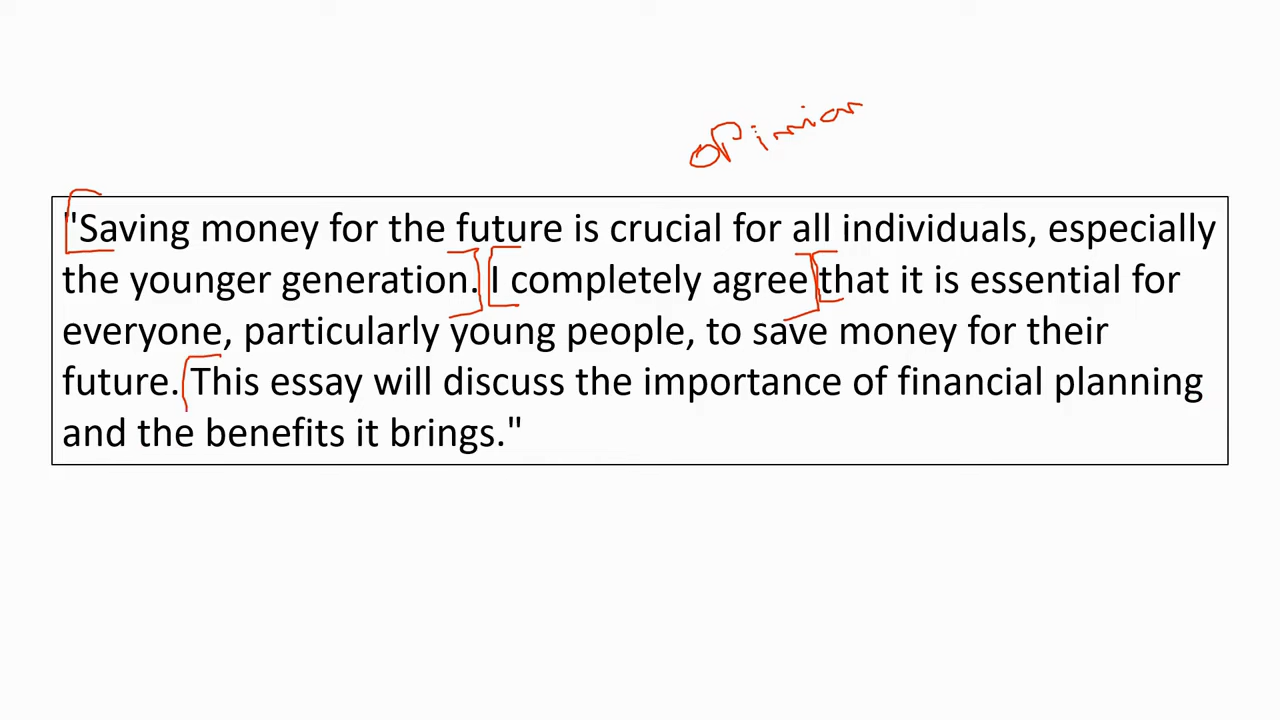 opinion
"Saving money for the future is crucial for all individuals, especially
the younger generation. I completely agree that it is essential for
everyone, particularly young people, to save money for their
future. This essay will discuss the importance of financial planning
and the benefits it brings."